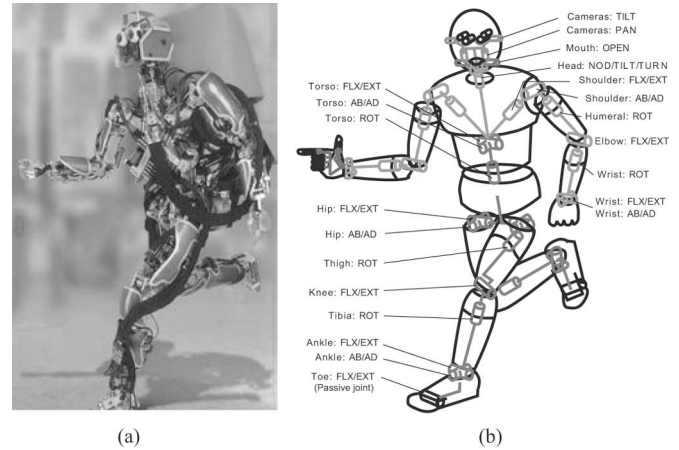 Cameras: TILT
Cameras: PAN
Mouth: OPEN
Head: NOD/TILT/TURN
Torso: FLX/EXT
Shoulder: FLX/EXT
Torso: AB/AD
Shoulder: AB/AD
Torso: ROT
Humeral: ROT
Elbow: FLX/EXT
Wrist: ROT
Wrist: FLX/EXT
Wrist: AB/AD
Hip: FLX/EXT
Hip: AB/AD
Thigh: ROT
Knee: FLX/EXT
Tibia: ROT
Ankle: FLX/EXT
Ankle: AB/AD
Toe: FLX/EXT
(Passive joint)
(a)
(b)